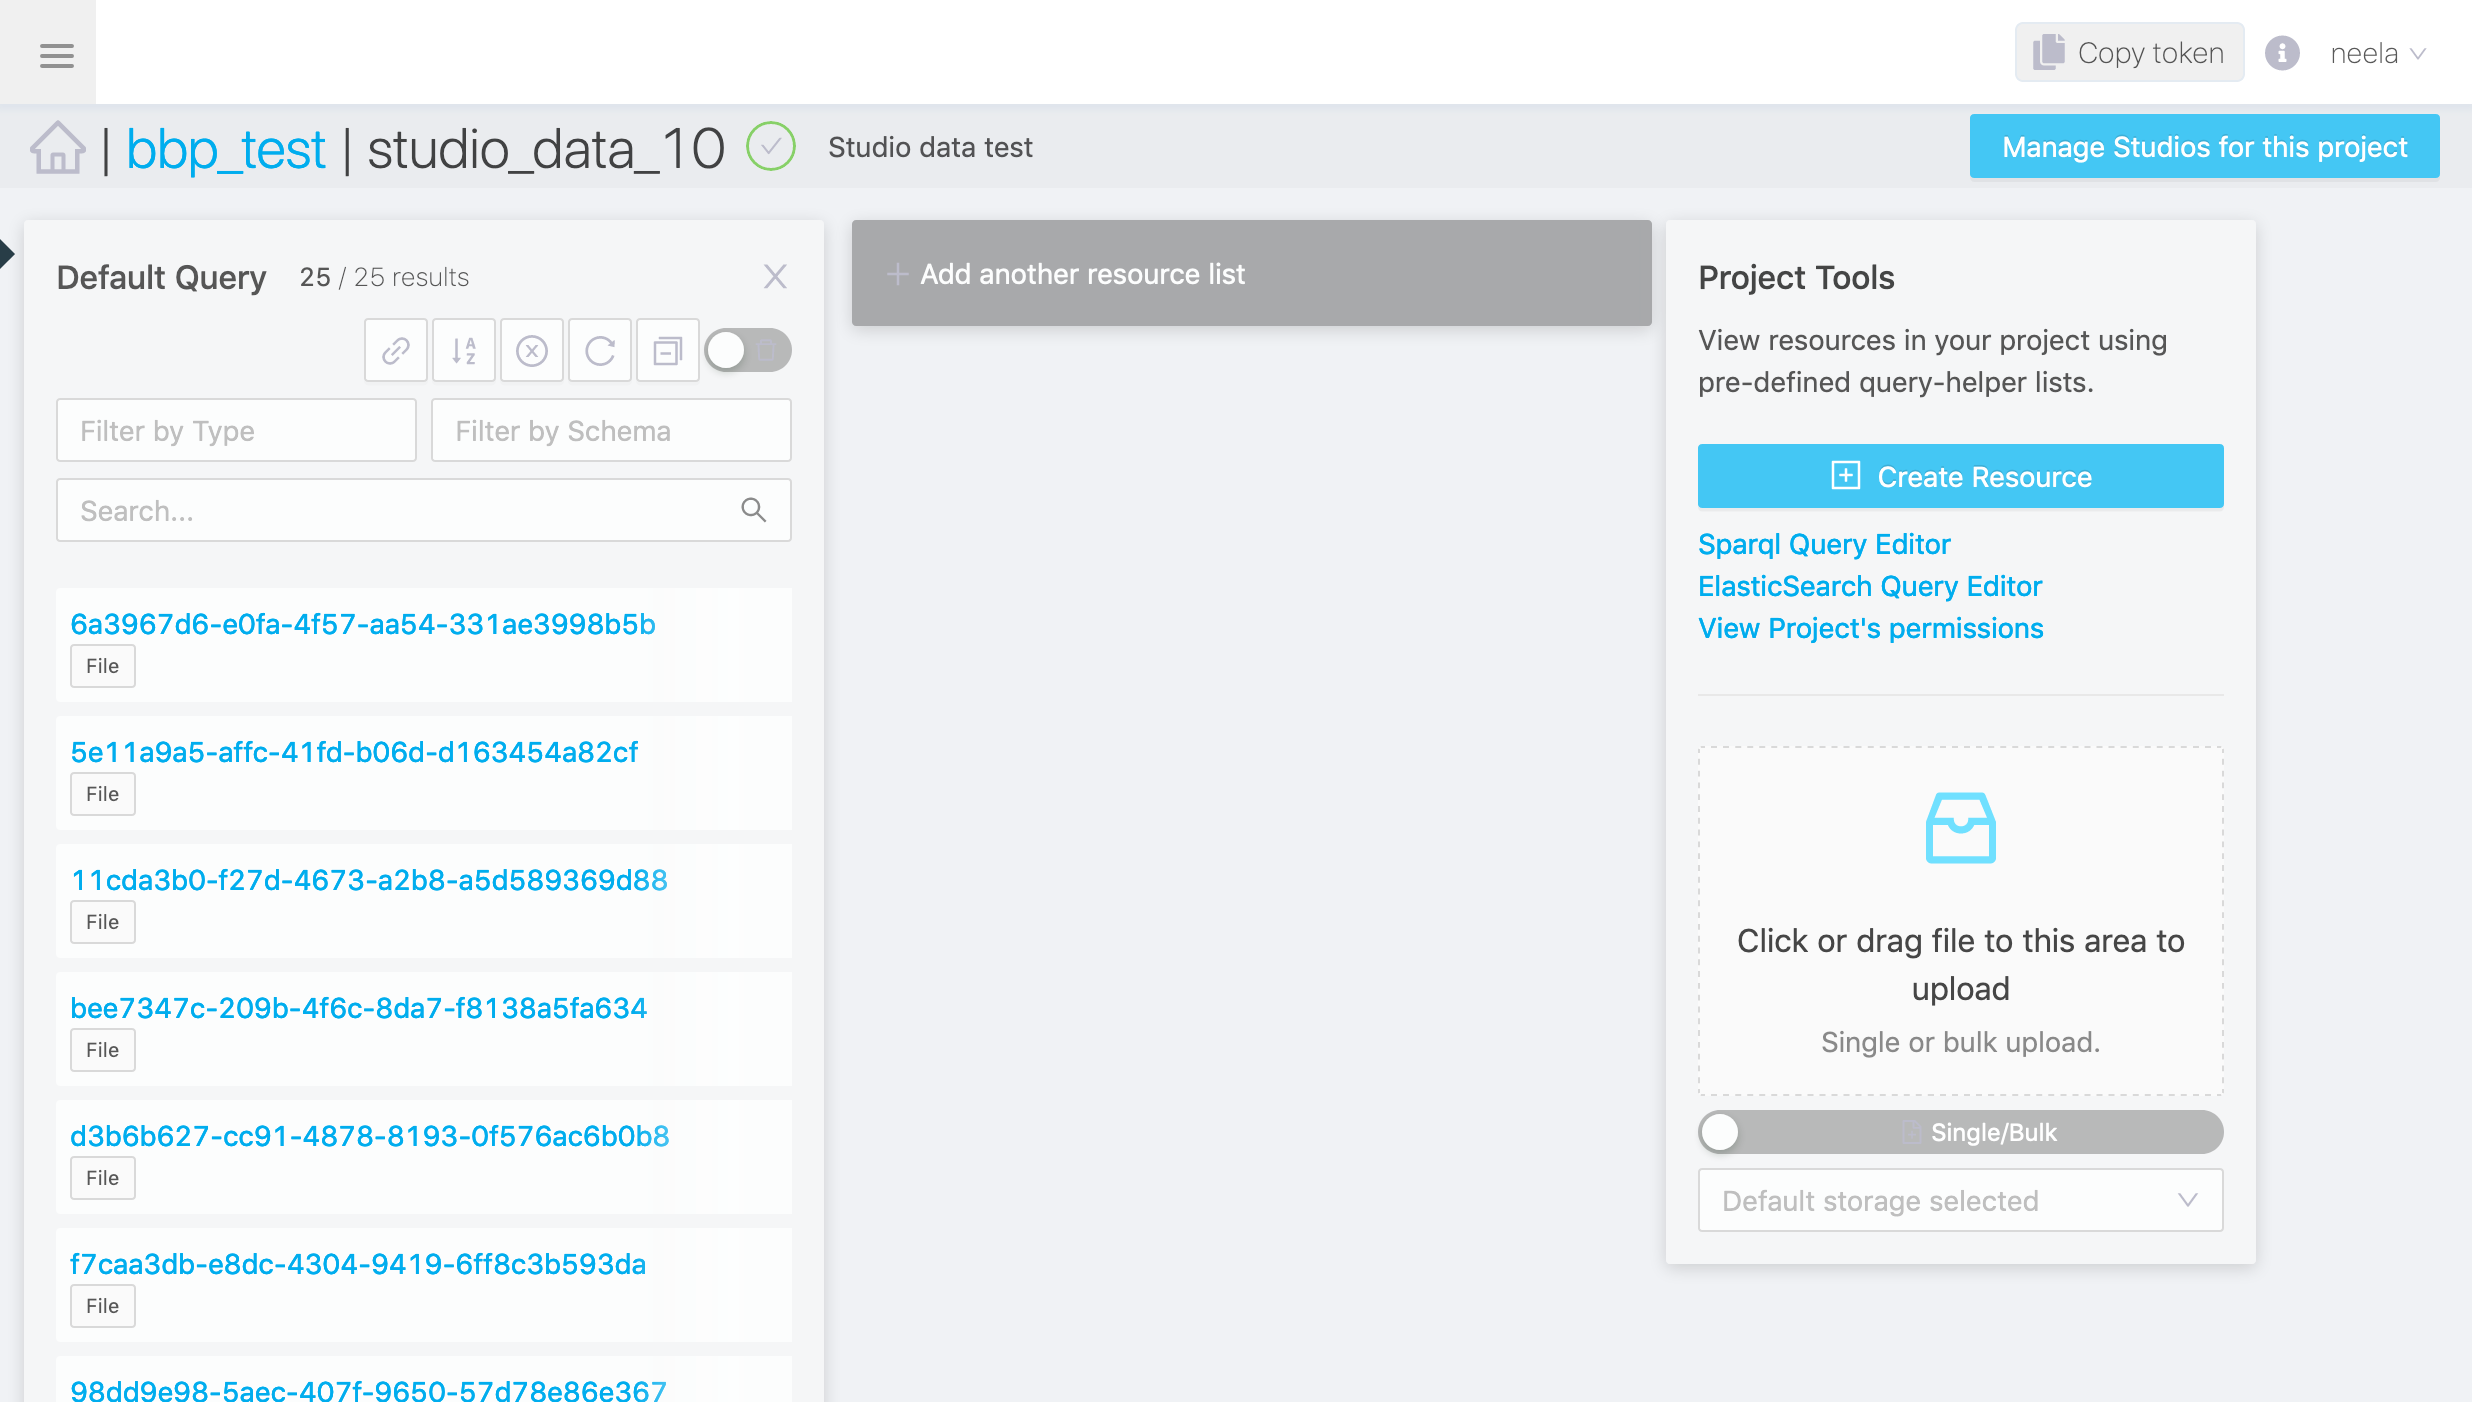 Copy token
neela
| bbp_test | studio_data_10
Studio data test
Manage Studios for this project
Default Query 25 / 25 results
Filter by Type
Filter by Schema
Search...
6a3967d6-e0fa-4f57-aa54-331ae3998b5b
File
5e11a9a5-affc-41fd-b06d-d163454a82cf
File
11cda3b0-f27d-4673-a2b8-a5d589369d88
File
bee7347c-209b-4f6c-8da7-f8138a5fa634
File
d3b6b627-cc91-4878-8193-0f576ac6b0b8
File
f7caa3db-e8dc-4304-9419-6ff8c3b593da
File
98dd9e98-5aec-407f-9650-57d78e86e367
+ Add another resource list
Project Tools
View resources in your project using
pre-defined query-helper lists.
Create Resource
Sparql Query Editor
ElasticSearch Query Editor
View Project's permissions
Click or drag file to this area to
upload
Single or bulk upload.
Single/Bulk
Default storage selected